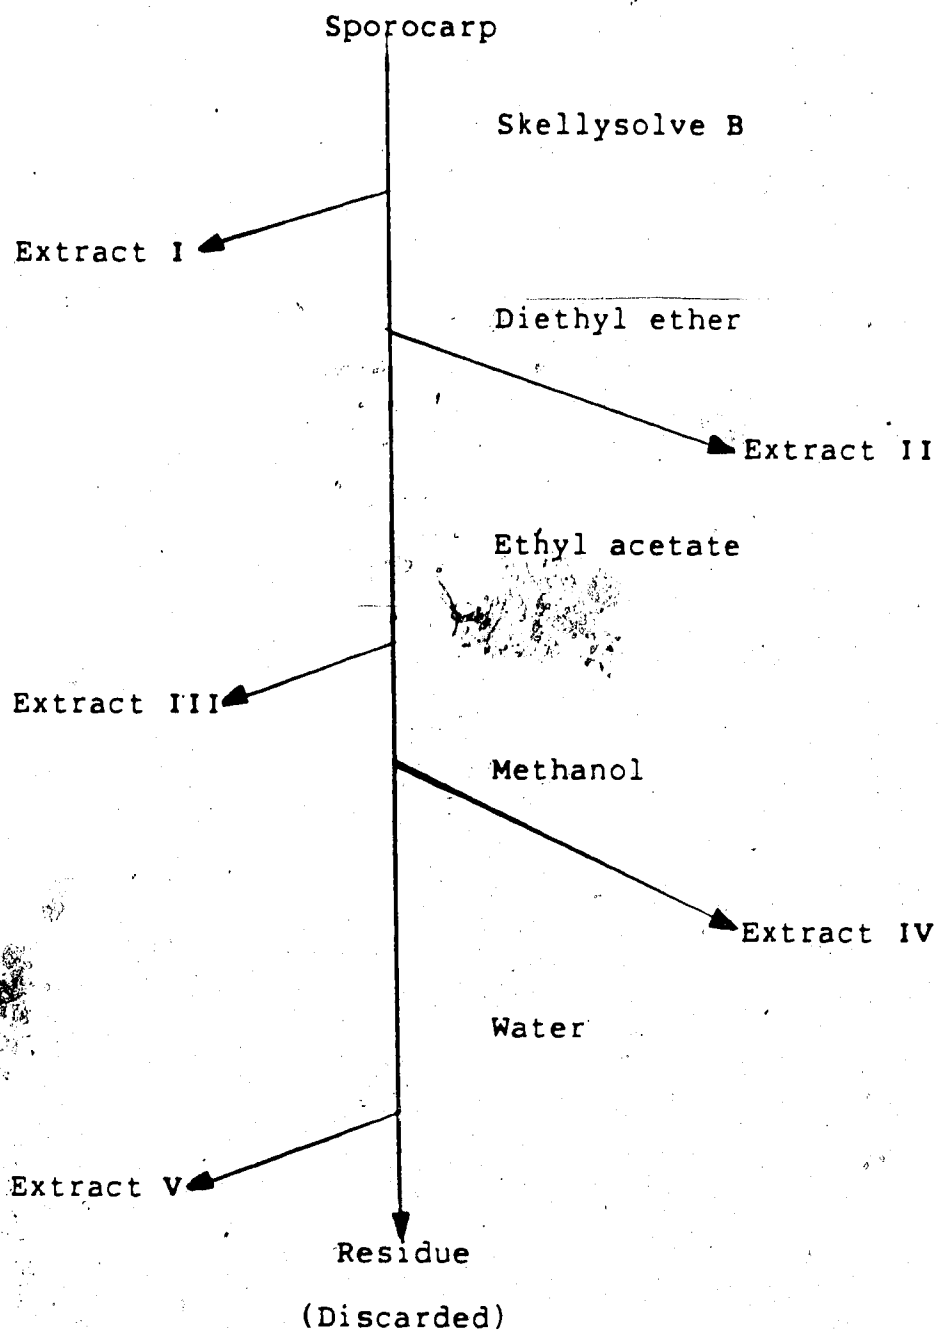 Sporocarp
Skellysolve B
Extract I
Diethyl ether
Extract II
Ethyl acetate
Extract III
Methanol
Extract IV
Water
Extract V
Residue
(Discarded)